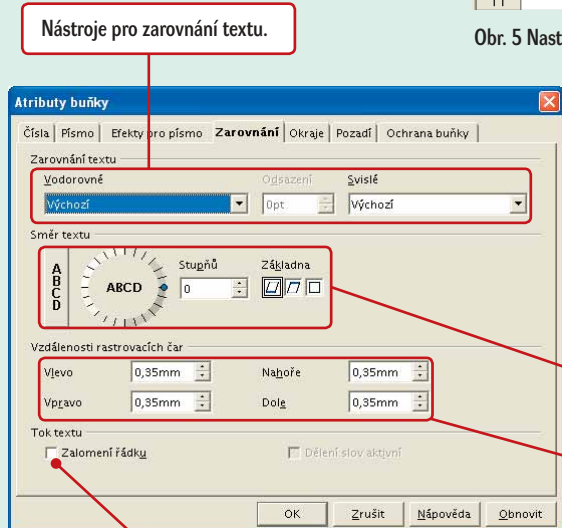 Nástroje pro zarovnání textu.
11
Obr. 5 Nast
Atributy buňky
Čísla Písmo Efekty pro písmo Zarovnání Okraje Pozadí Ochrana buňky
Zarovnání textu
Vodorovné Odsazení Svislé
Výchozí 0pt Výchozí
Směr textu
ABCD ABCD Stupňů Základna
0
Vzdálenosti rastrovacích čar
Vlevo 0,35mm Nahoře 0,35mm
Vpravo 0,35mm Dole 0,35mm
Tok textu
Zalomení řádku Dělení slov aktivní
OK Zrušit Nápověda Obnovit